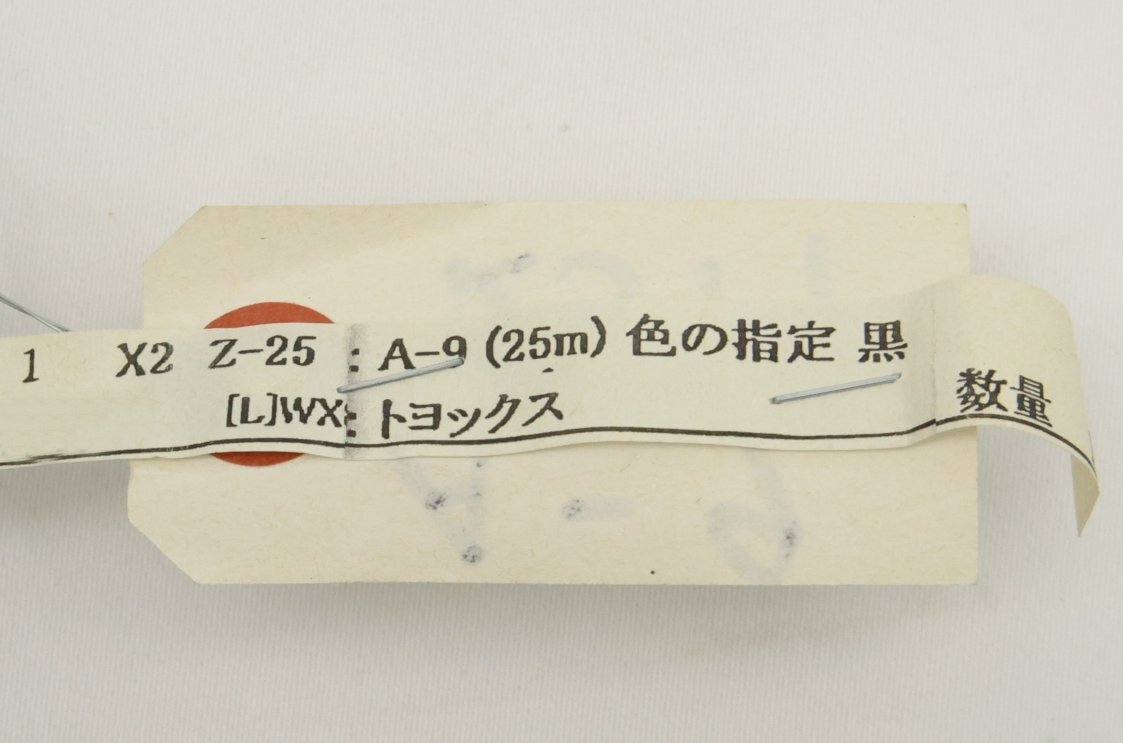 1 X2 Z-25 : A-9 (25m) 色の指定 黒
[L]WX: トヨックス 数量